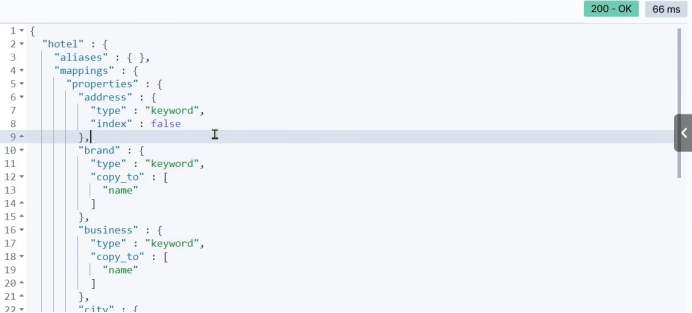 200 - OK 66 ms
1 {
2 "hotel" : {
3 "aliases" : { },
4 "mappings" : {
5 "properties" : {
6 "address" : {
7 "type" : "keyword",
8 "index" : false
9 },
10 "brand" : {
11 "type" : "keyword",
12 "copy_to" : [
13 "name"
14 ]
15 },
16 "business" : {
17 "type" : "keyword",
18 "copy_to" : [
19 "name"
20 ]
21 },
22 "city" : {